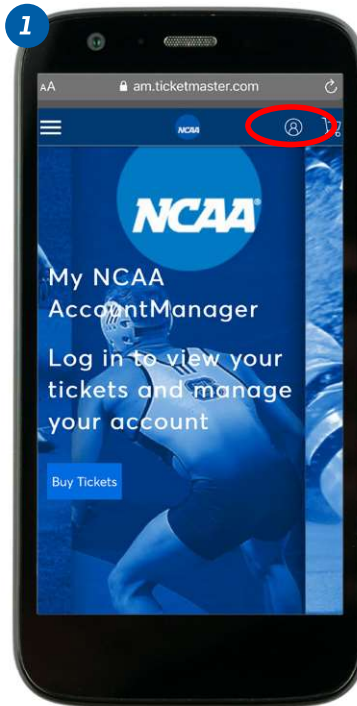 1
AA am.ticketmaster.com
NCAA
NCAA
My NCAA
AccountManager
Log in to view your
tickets and manage
your account
Buy Tickets